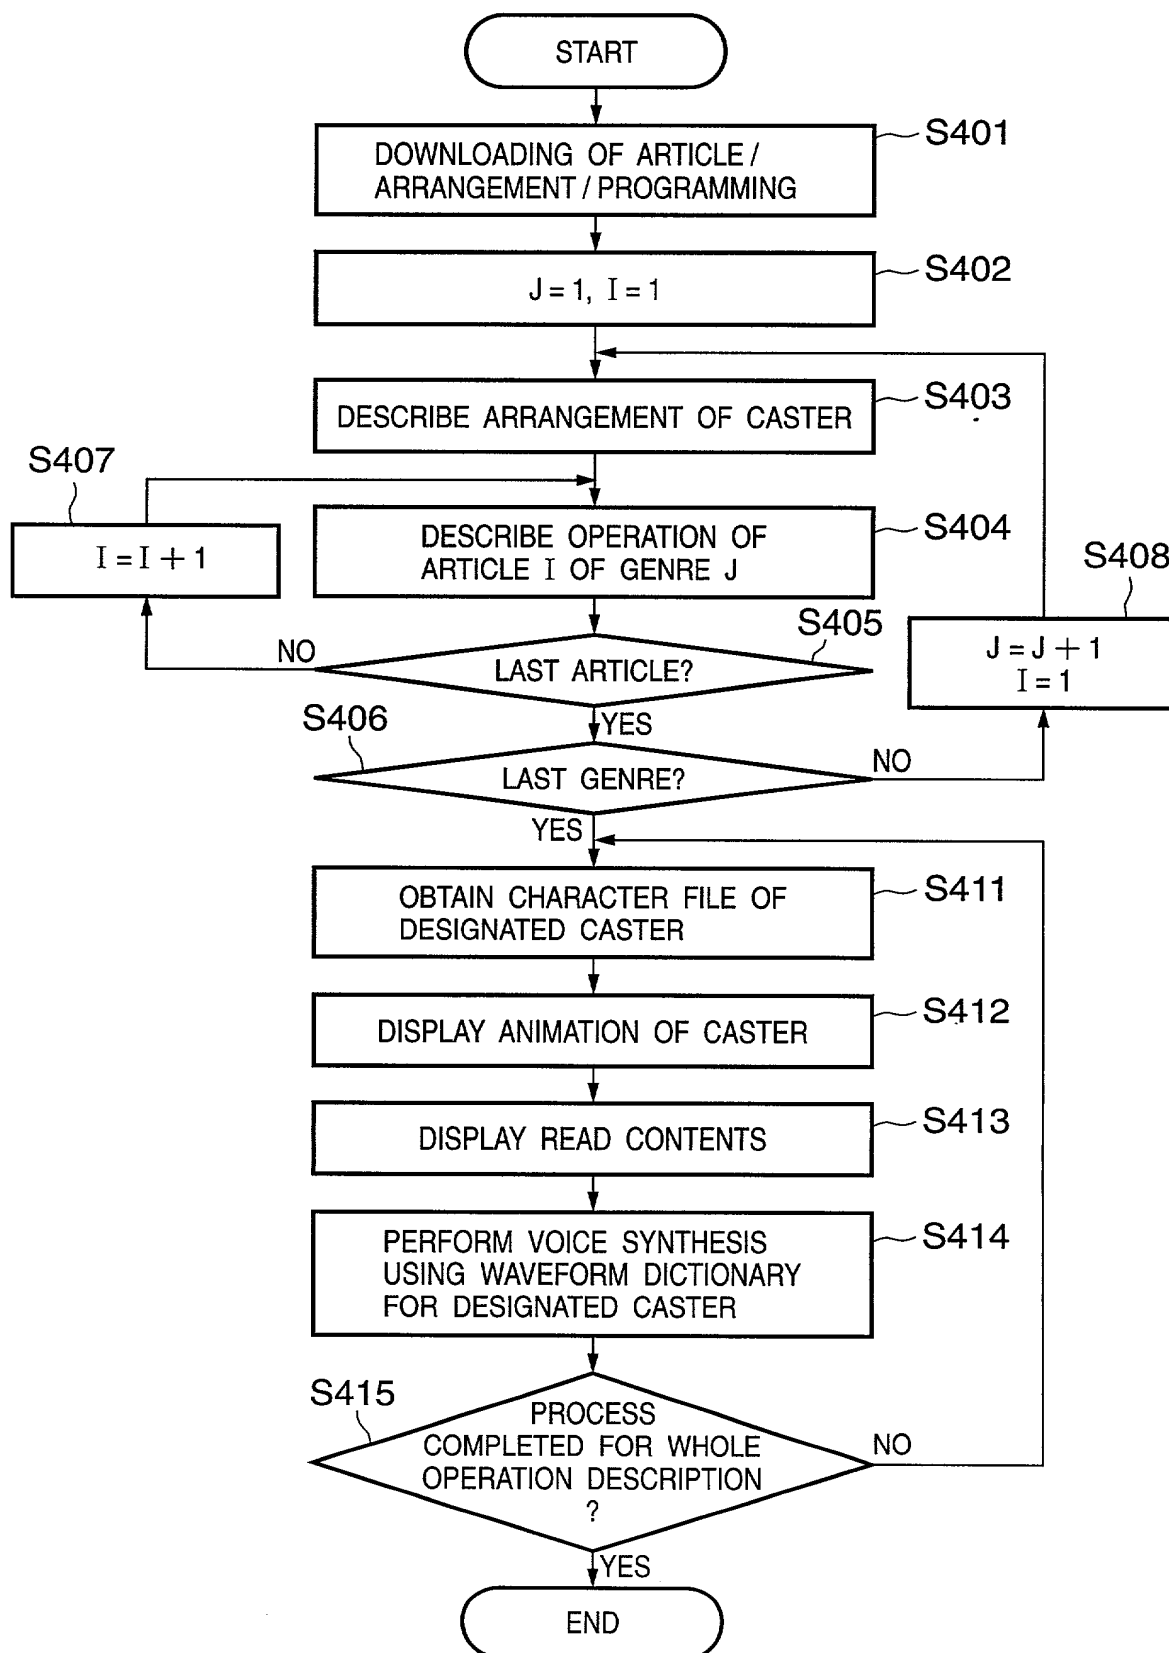 START
S401
DOWNLOADING OF ARTICLE /
ARRANGEMENT / PROGRAMMING
S402
J = 1, I = 1
S403
DESCRIBE ARRANGEMENT OF CASTER
S407
I = I + 1
S404
DESCRIBE OPERATION OF
ARTICLE I OF GENRE J
S408
J = J + 1
I = 1
S405
NO
LAST ARTICLE?
YES
S406
LAST GENRE?
NO
YES
S411
OBTAIN CHARACTER FILE OF
DESIGNATED CASTER
S412
DISPLAY ANIMATION OF CASTER
S413
DISPLAY READ CONTENTS
S414
PERFORM VOICE SYNTHESIS
USING WAVEFORM DICTIONARY
FOR DESIGNATED CASTER
S415
PROCESS
COMPLETED FOR WHOLE
OPERATION DESCRIPTION
?
NO
YES
END